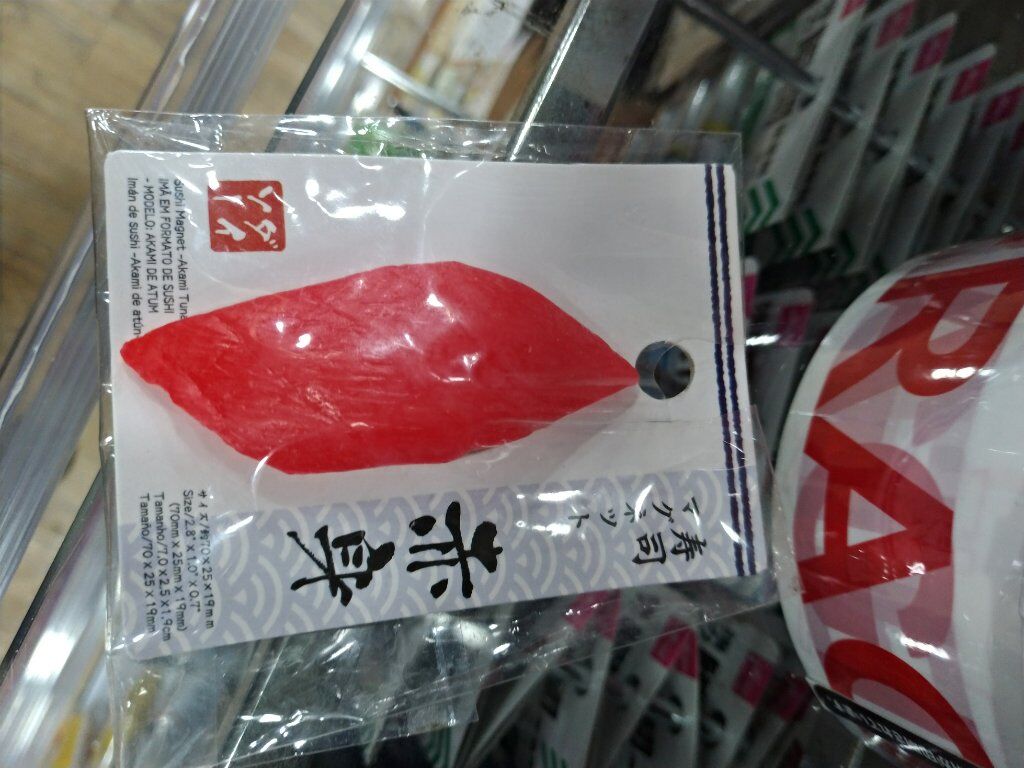 寿司
マグネット
赤身
Sushi Magnet -Akami Tuna
IMÃ EM FORMATO DE SUSHI
- MODELO: AKAMI DE ATUM
Imán de sushi -Akami de atún
サイズ/約70×25×19mm
Size/2.8" x 1.0" x 0.7"
(70mm x 25mm x 19mm)
Tamanho/7,0 x 2,5 x 1,9cm
Tamaño/70 x 25 x 19mm
RAC